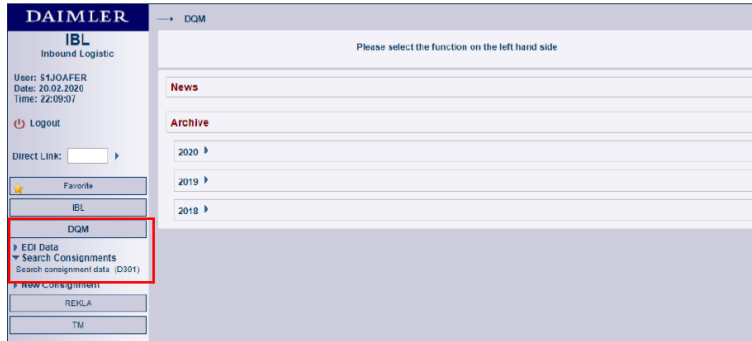 DAIMLER
DQM
IBL
Inbound Logistic
Please select the function on the left hand side
User: S1JOAFER
Date: 20.02.2020
Time: 22:09:07
News
Logout
Archive
Direct Link:
2020
2019
2018
Favorite
IBL
DQM
EDI Data
Search Consignments
Search consignment data (D301)
New Consignment
REKLA
TM